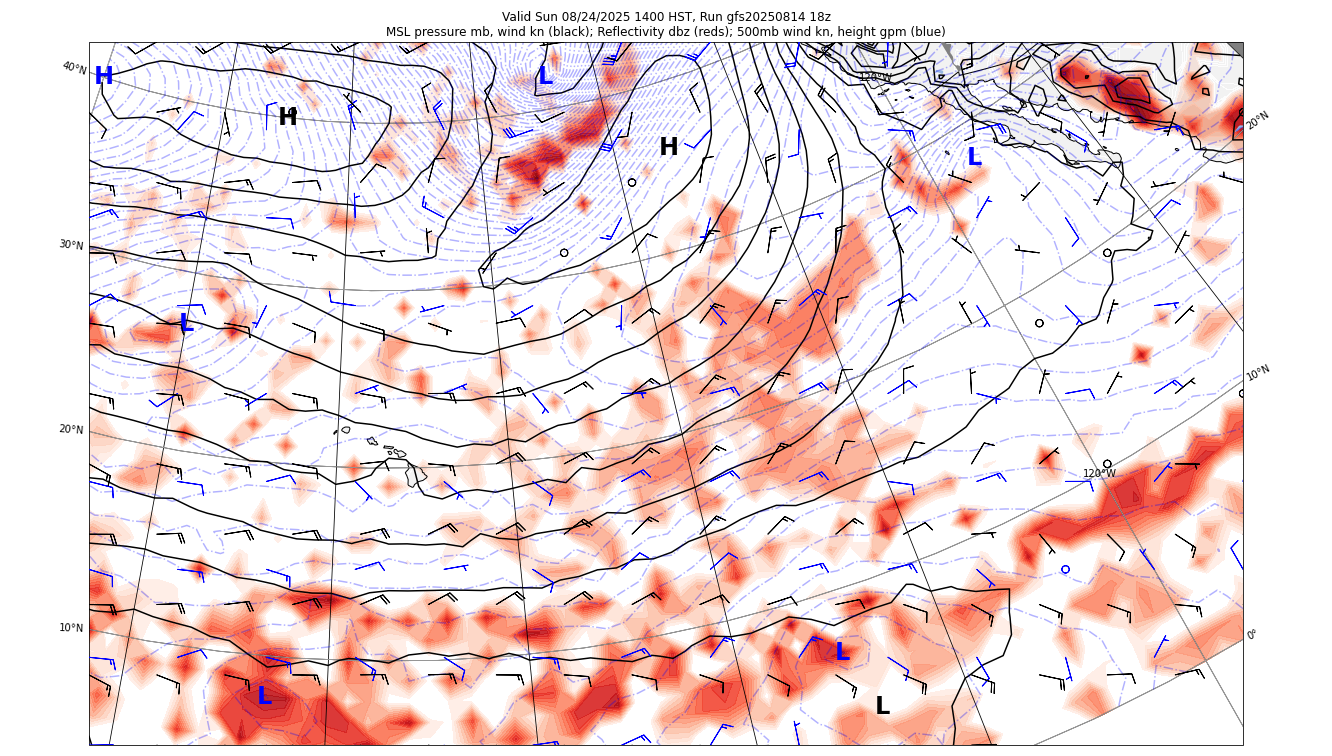 Valid Sun 08/24/2025 1400 HST, Run gfs20250814 18z
MSL pressure mb, wind kn (black); Reflectivity dbz (reds); 500mb wind kn, height gpm (blue)
40°N
H
L
120°W
H
H
L
20°N
30°N
L
10°N
20°N
120°W
10°N
0°
L
L
L